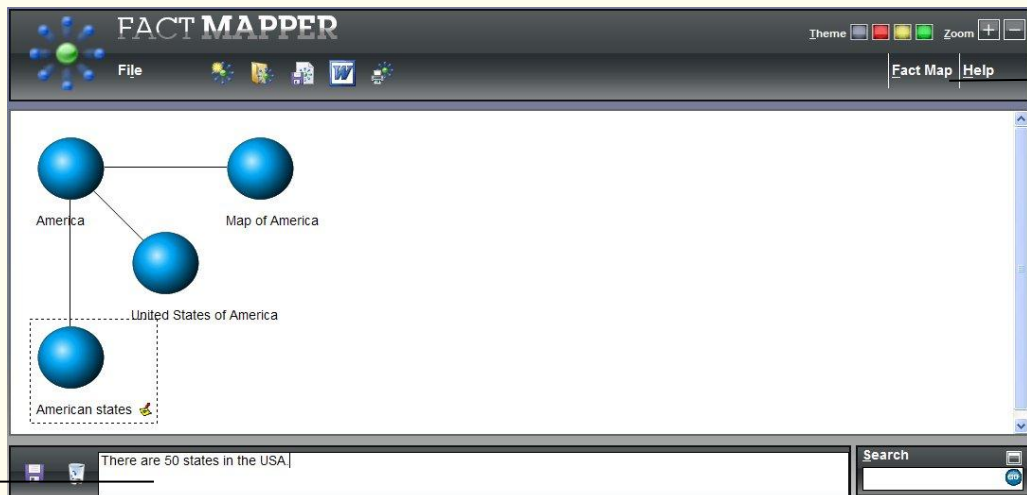 FACT MAPPER
Theme Zoom + −
File W Fact Map Help
America
Map of America
United States of America
American states
There are 50 states in the USA.
Search
GO